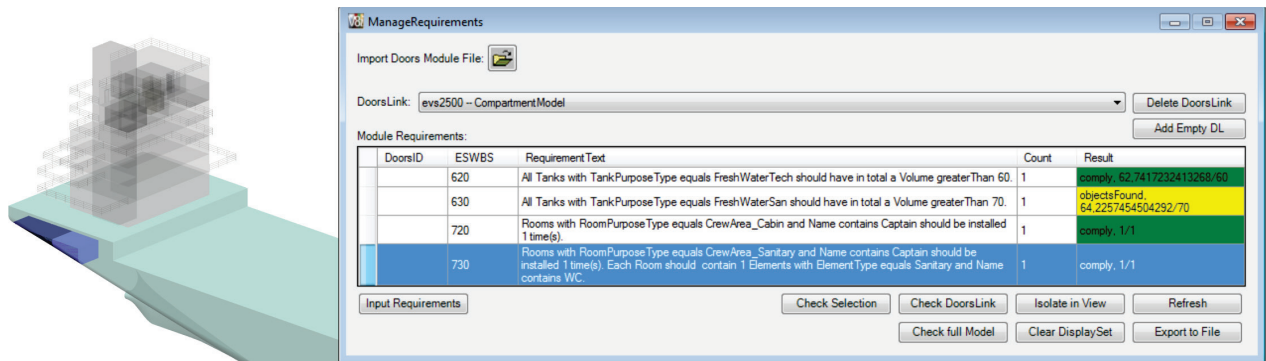 V8i ManageRequirements
Import Doors Module File:
DoorsLink: evs2500 -- CompartmentModel Delete DoorsLink
Add Empty DL
Module Requirements:
DoorsID ESWBS RequirementText Count Result
620 All Tanks with TankPurposeType equals FreshWaterTech should have in total a Volume greaterThan 60. 1 comply, 62,7417232413268/60
630 All Tanks with TankPurposeType equals FreshWaterSan should have in total a Volume greaterThan 70. 1 objectsFound,
64,2257454504292/70
720 Rooms with RoomPurposeType equals CrewArea_Cabin and Name contains Captain should be installed
1 time(s). 1 comply, 1/1
Rooms with RoomPurposeType equals CrewArea_Sanitary and Name contains Captain should be
730 installed 1 time(s). Each Room should contain 1 Elements with ElementType equals Sanitary and Name 1 comply, 1/1
contains WC.
Input Requirements Check Selection Check DoorsLink Isolate in View Refresh
Check full Model Clear DisplaySet Export to File